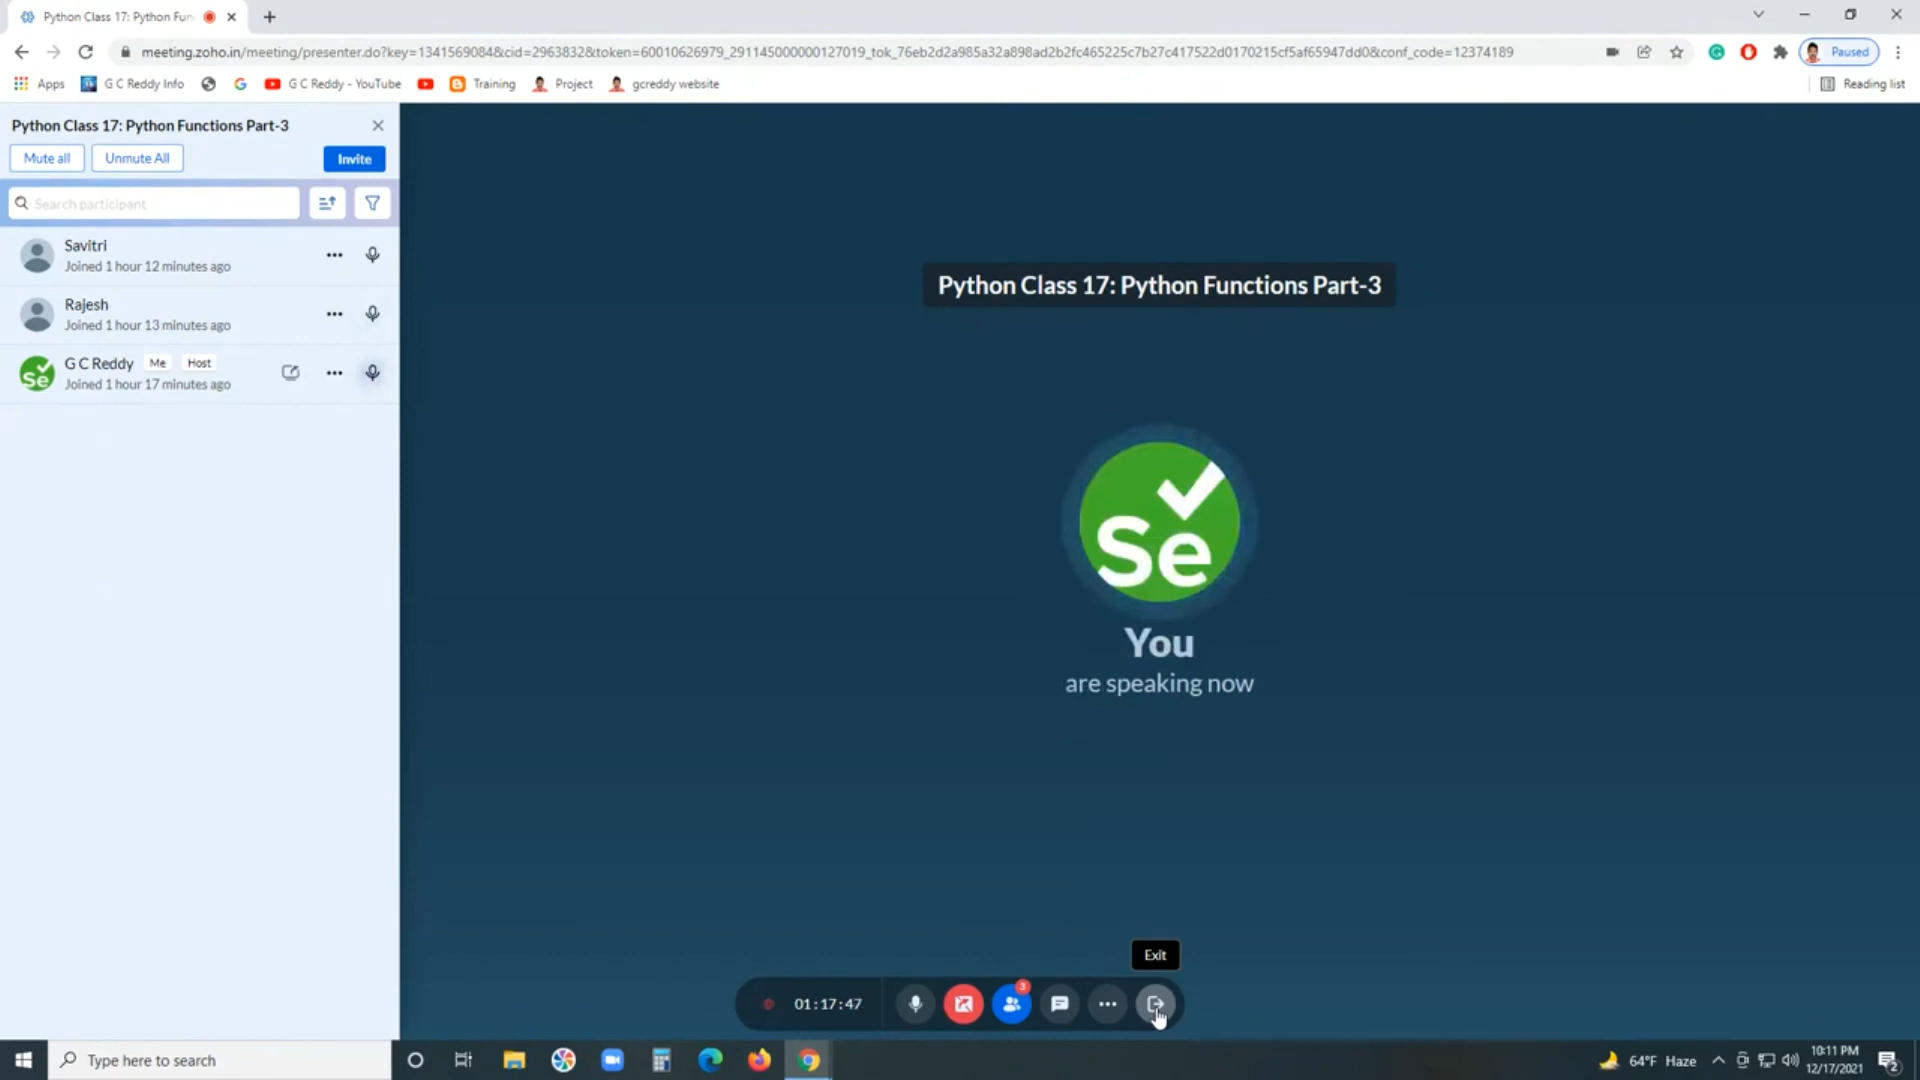 Python Class 17: Python Fun
meeting.zoho.in/meeting/presenter.do?key=1341569084&cid=2963832&token=60010626979_291145000000127019_tok_76eb2d2a985a32a898ad2b2fc465225c7b27c417522d0170215cf5af65947dd0&conf_code=12374189
Paused
Apps
G C Reddy Info
G C Reddy - YouTube
Training
Project
gcreddy website
Reading list
Python Class 17: Python Functions Part-3
Mute all
Unmute All
Invite
Search participant
Savitri
Joined 1 hour 12 minutes ago
Rajesh
Joined 1 hour 13 minutes ago
Se
G C Reddy Me Host
Joined 1 hour 17 minutes ago
Python Class 17: Python Functions Part-3
Se
You
are speaking now
Exit
01:17:47
3
Type here to search
64°F Haze
10:11 PM
12/17/2021
2